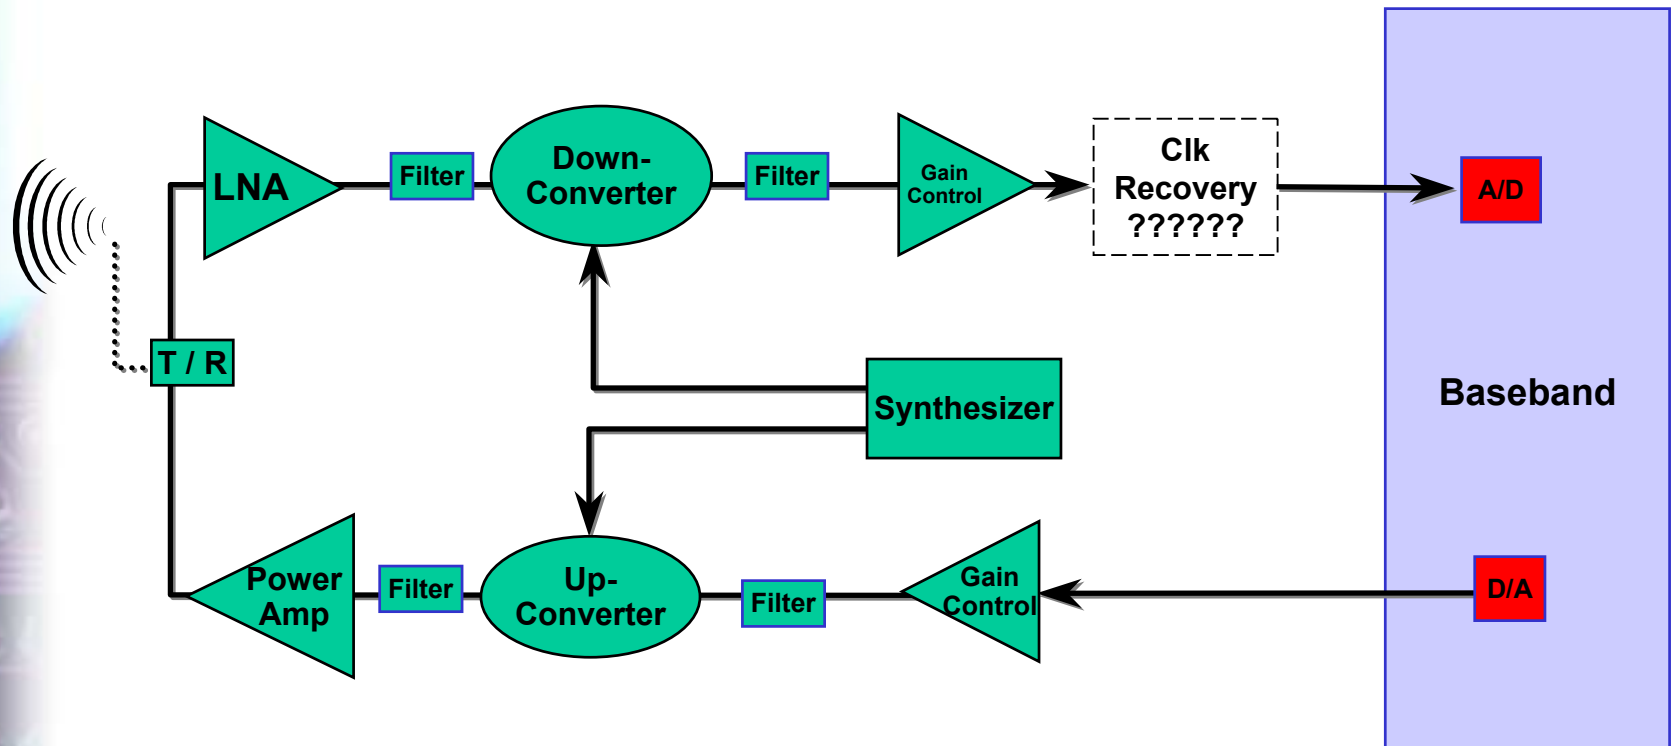 LNA
Filter
Down-
Converter
Filter
Gain
Control
Clk
Recovery
??????
A/D
T / R
Synthesizer
Baseband
Power
Amp
Filter
Up-
Converter
Filter
Gain
Control
D/A